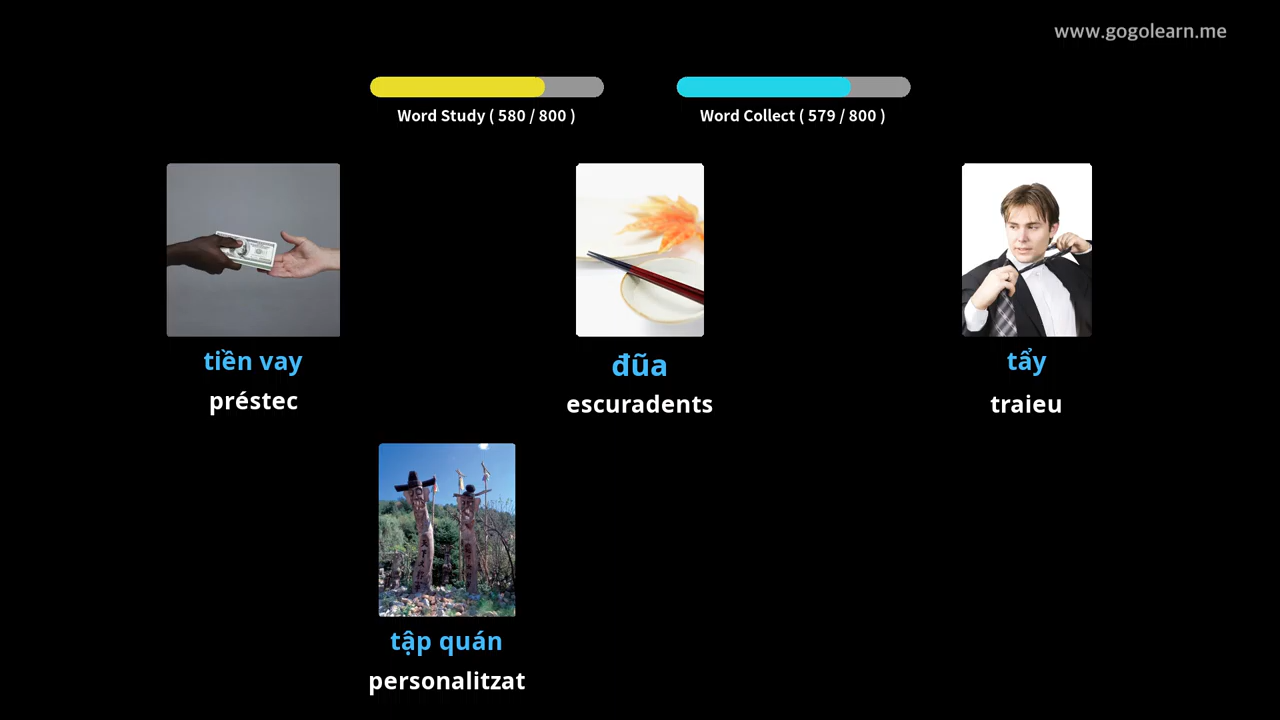 www.gogolearn.me
Word Study ( 580 / 800 )
Word Collect ( 579 / 800 )
tiền vay
préstec
đũa
escuradents
tẩy
traieu
tập quán
personalitzat